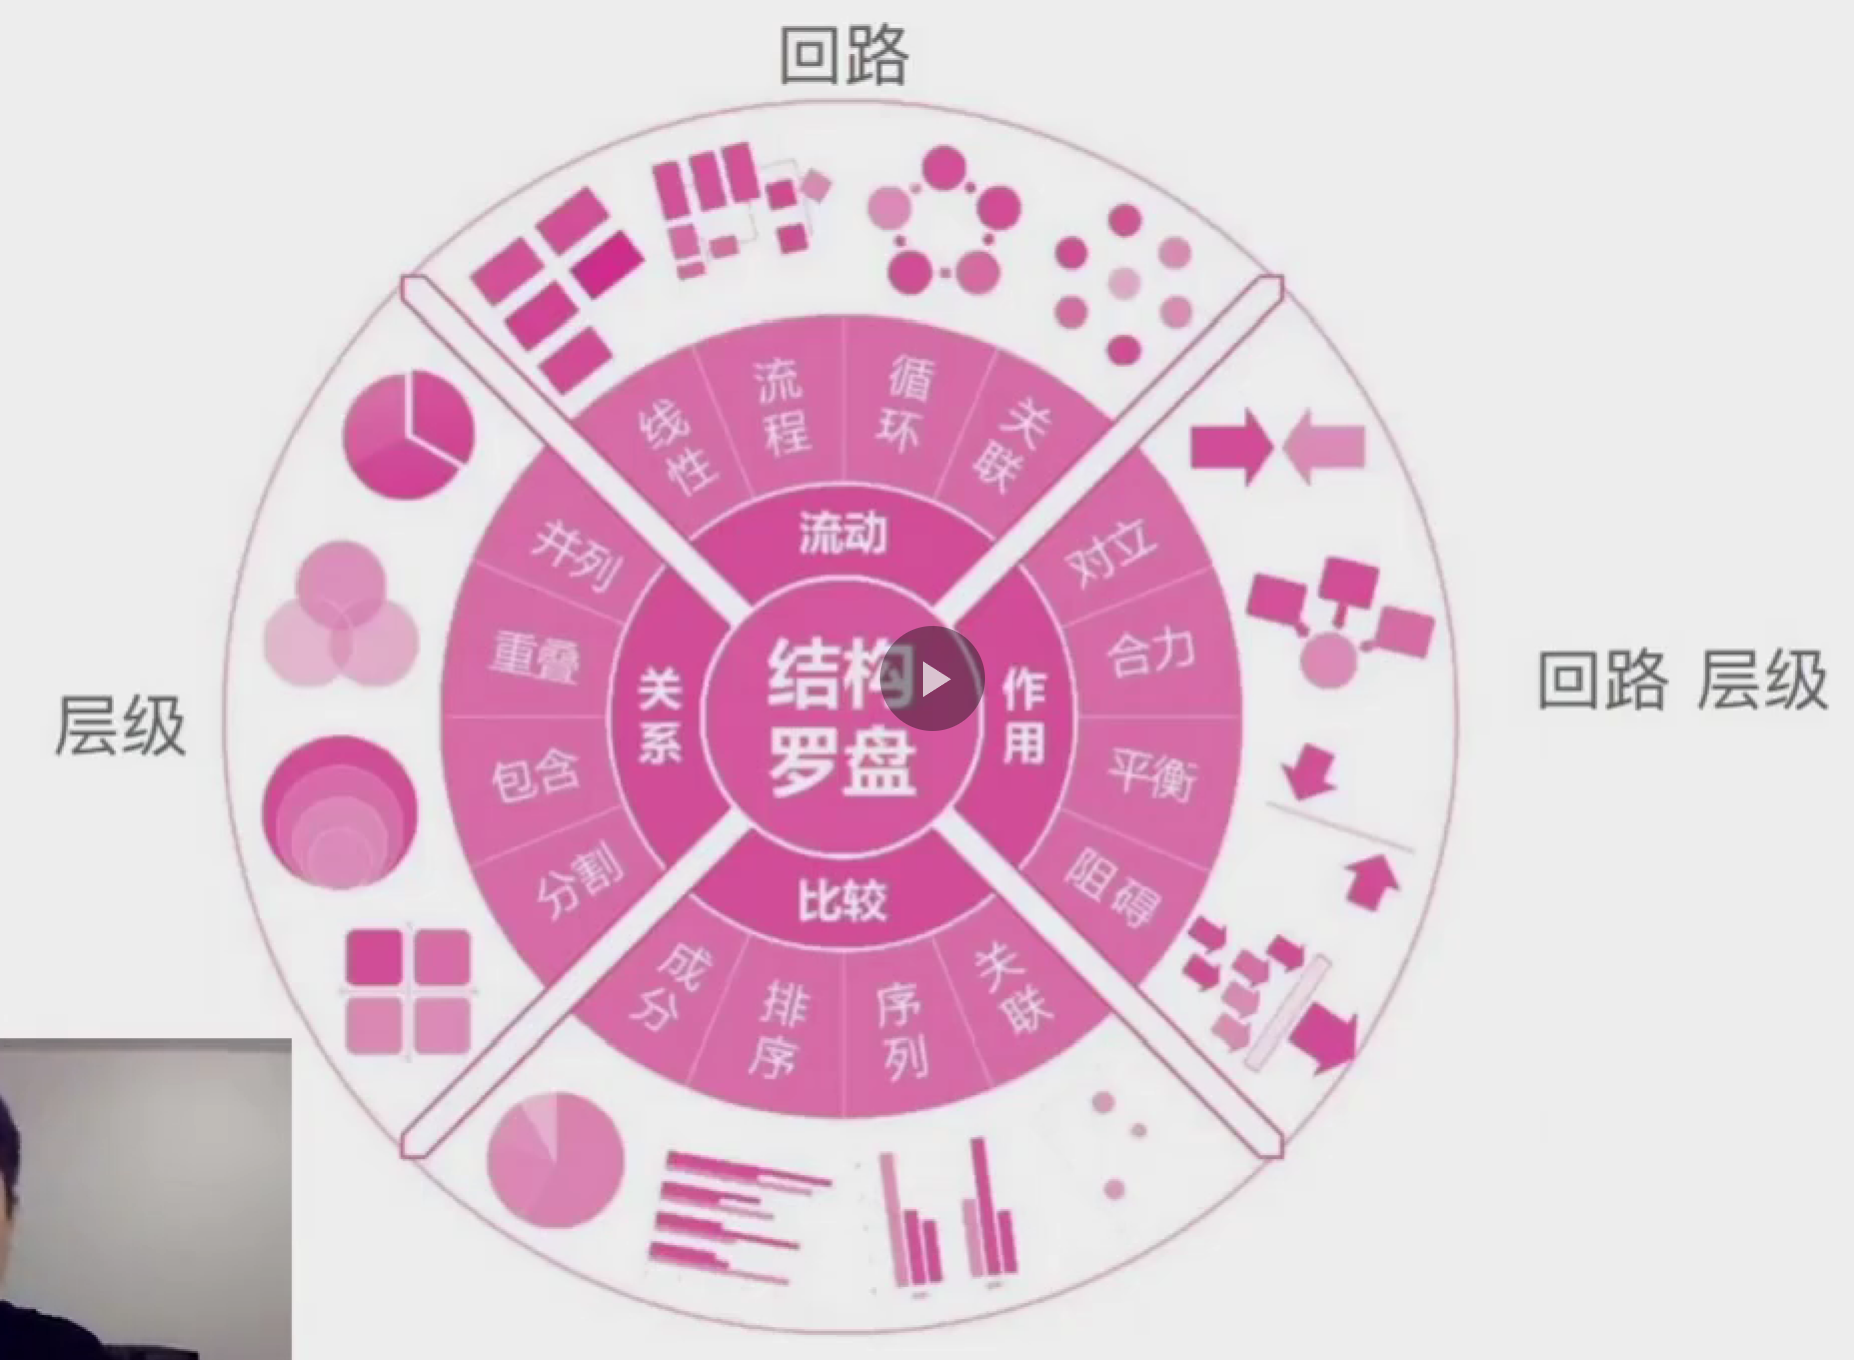 回路
线性
流程
循环
关联
流动
并列
重叠
包含
分割
关系
结构
罗盘
作用
对立
合力
平衡
阻碍
层级
回路 层级
比较
成分
排序
序列
关联